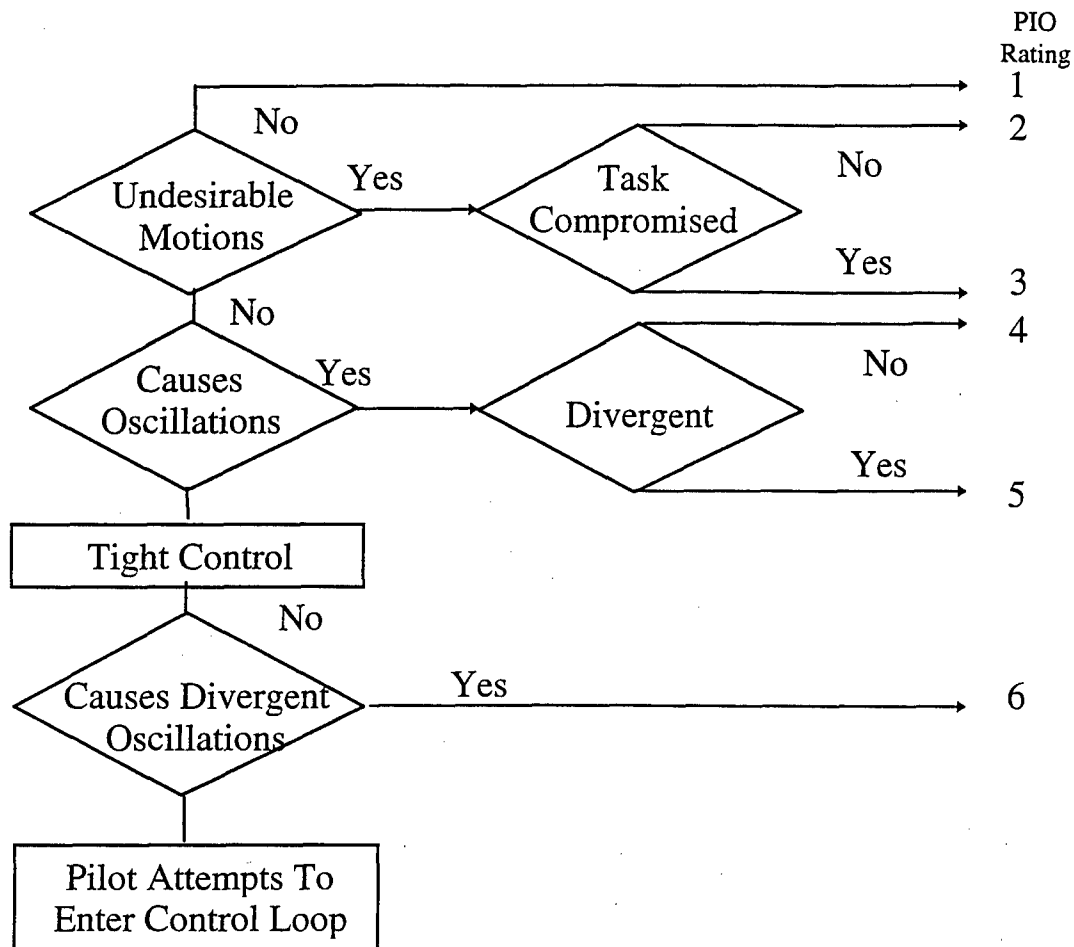 PIO
Rating
1
No
2
Undesirable
Motions
Yes
Task
Compromised
No
Yes
3
No
4
Causes
Oscillations
Yes
Divergent
No
Yes
5
Tight Control
No
Causes Divergent
Oscillations
Yes
6
Pilot Attempts To
Enter Control Loop